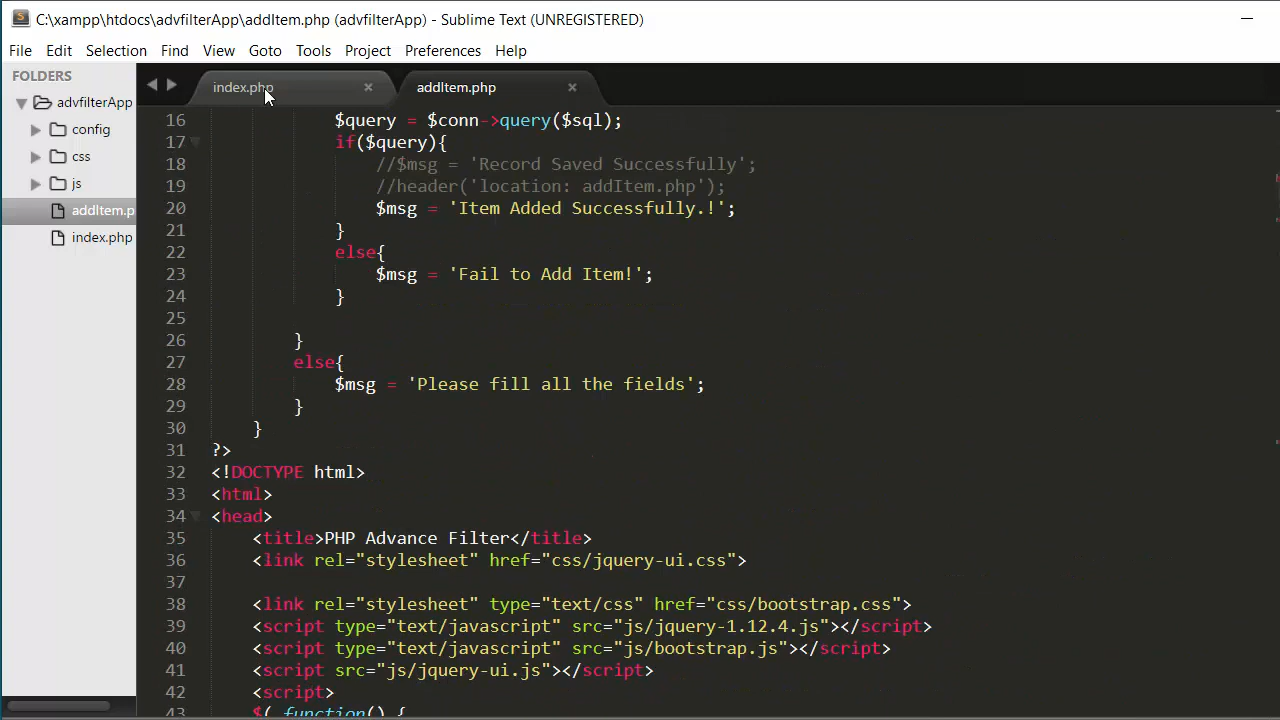 C:\xampp\htdocs\advfilterApp\addItem.php (advfilterApp) - Sublime Text (UNREGISTERED)
File Edit Selection Find View Goto Tools Project Preferences Help
FOLDERS
advfilterApp
config
css
js
addItem.p
index.php
index.php × addItem.php ×
16 $query = $conn->query($sql);
17 if($query){
18 //$msg = 'Record Saved Successfully';
19 //header('location: addItem.php');
20 $msg = 'Item Added Successfully.!';
21 }
22 else{
23 $msg = 'Fail to Add Item!';
24 }
25
26 }
27 else{
28 $msg = 'Please fill all the fields';
29 }
30 }
31 ?>
32 <!DOCTYPE html>
33 <html>
34 <head>
35 <title>PHP Advance Filter</title>
36 <link rel="stylesheet" href="css/jquery-ui.css">
37
38 <link rel="stylesheet" type="text/css" href="css/bootstrap.css">
39 <script type="text/javascript" src="js/jquery-1.12.4.js"></script>
40 <script type="text/javascript" src="js/bootstrap.js"></script>
41 <script src="js/jquery-ui.js"></script>
42 <script>
43 $( function() {